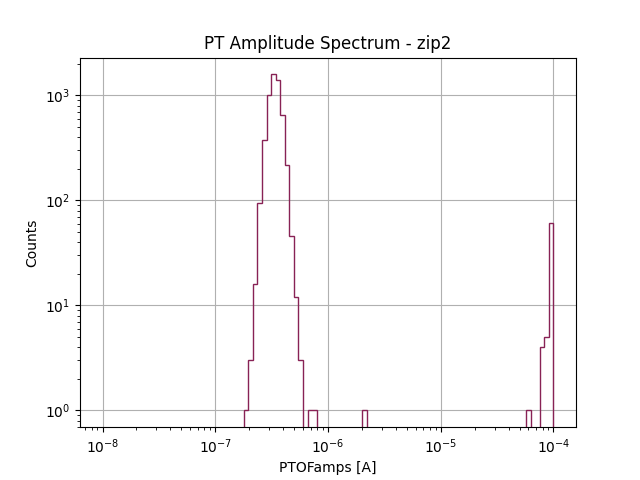 PT Amplitude Spectrum - zip2
Counts
10³
10²
10¹
10⁰
10⁻⁸ 10⁻⁷ 10⁻⁶ 10⁻⁵ 10⁻⁴
PTOFamps [A]